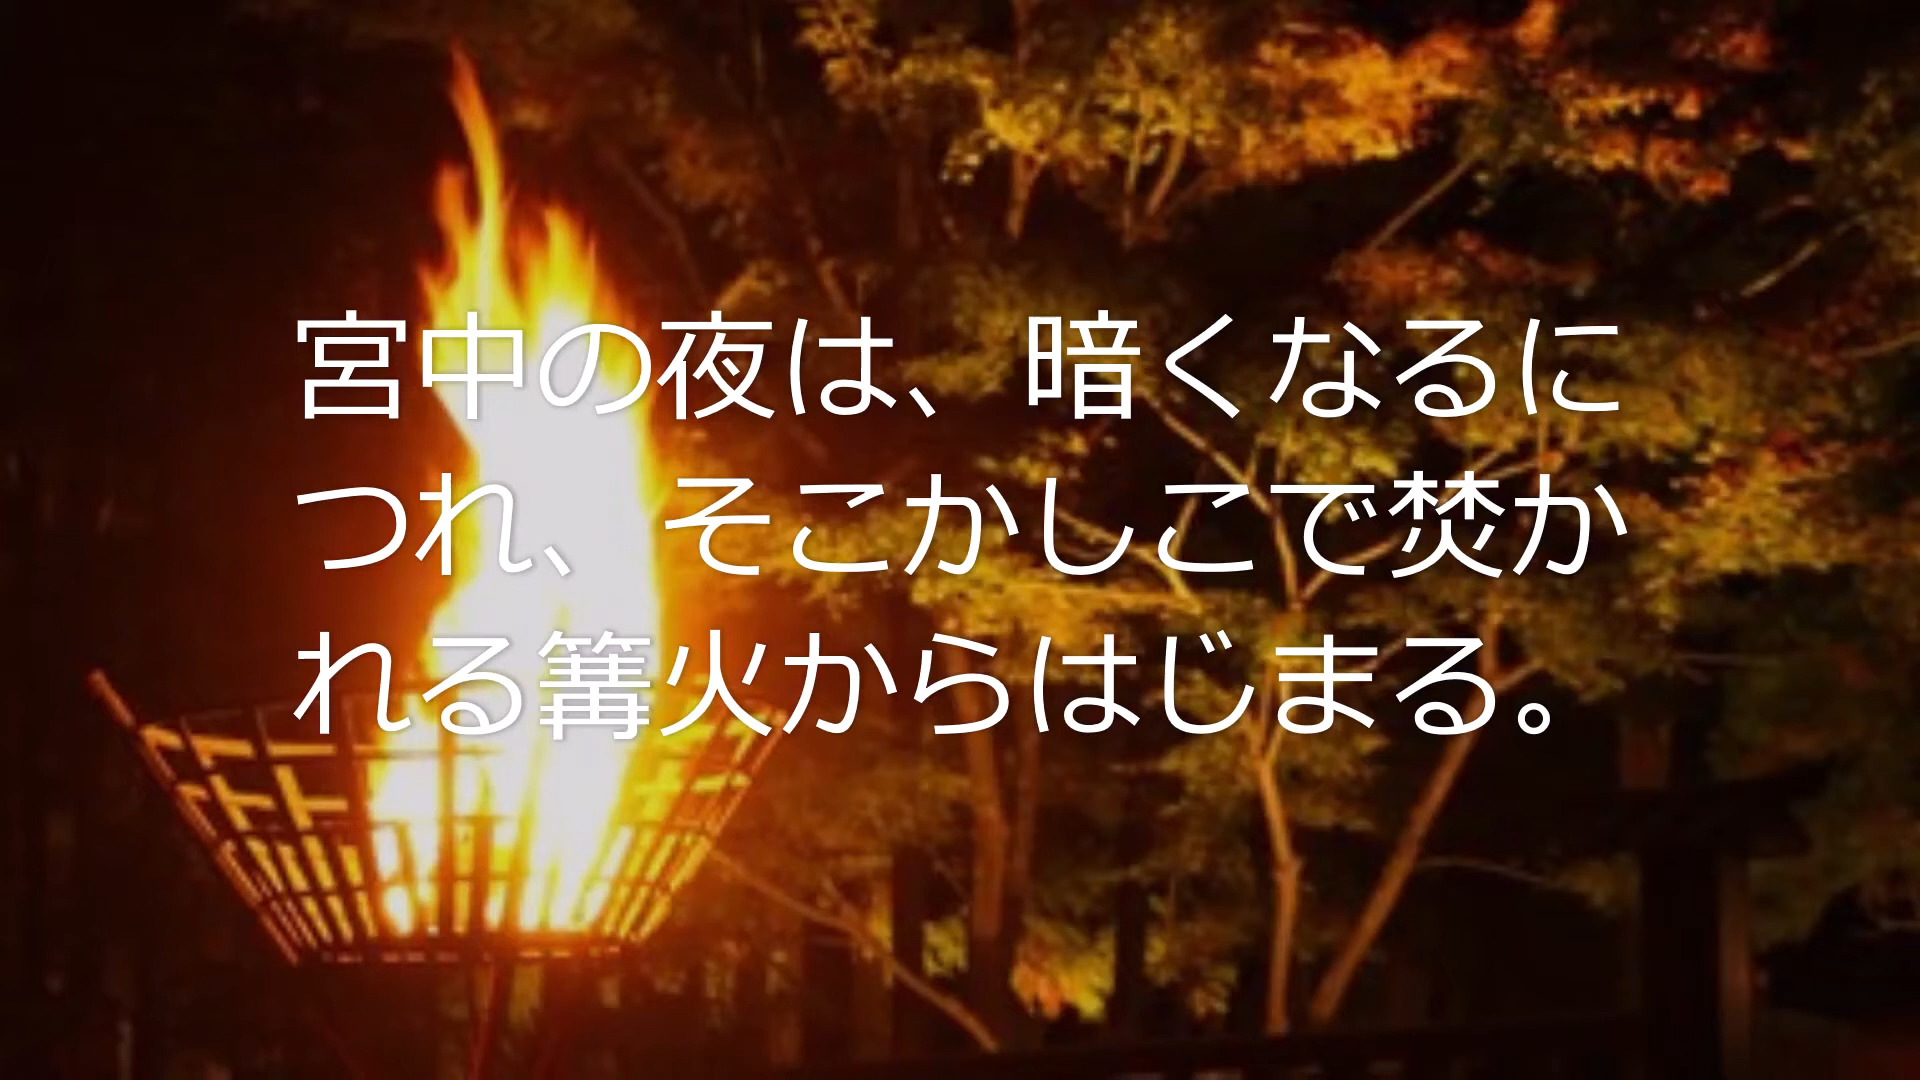 宮中の夜は、暗くなるに
つれ、そこかしこで焚か
れる篝火からはじまる。